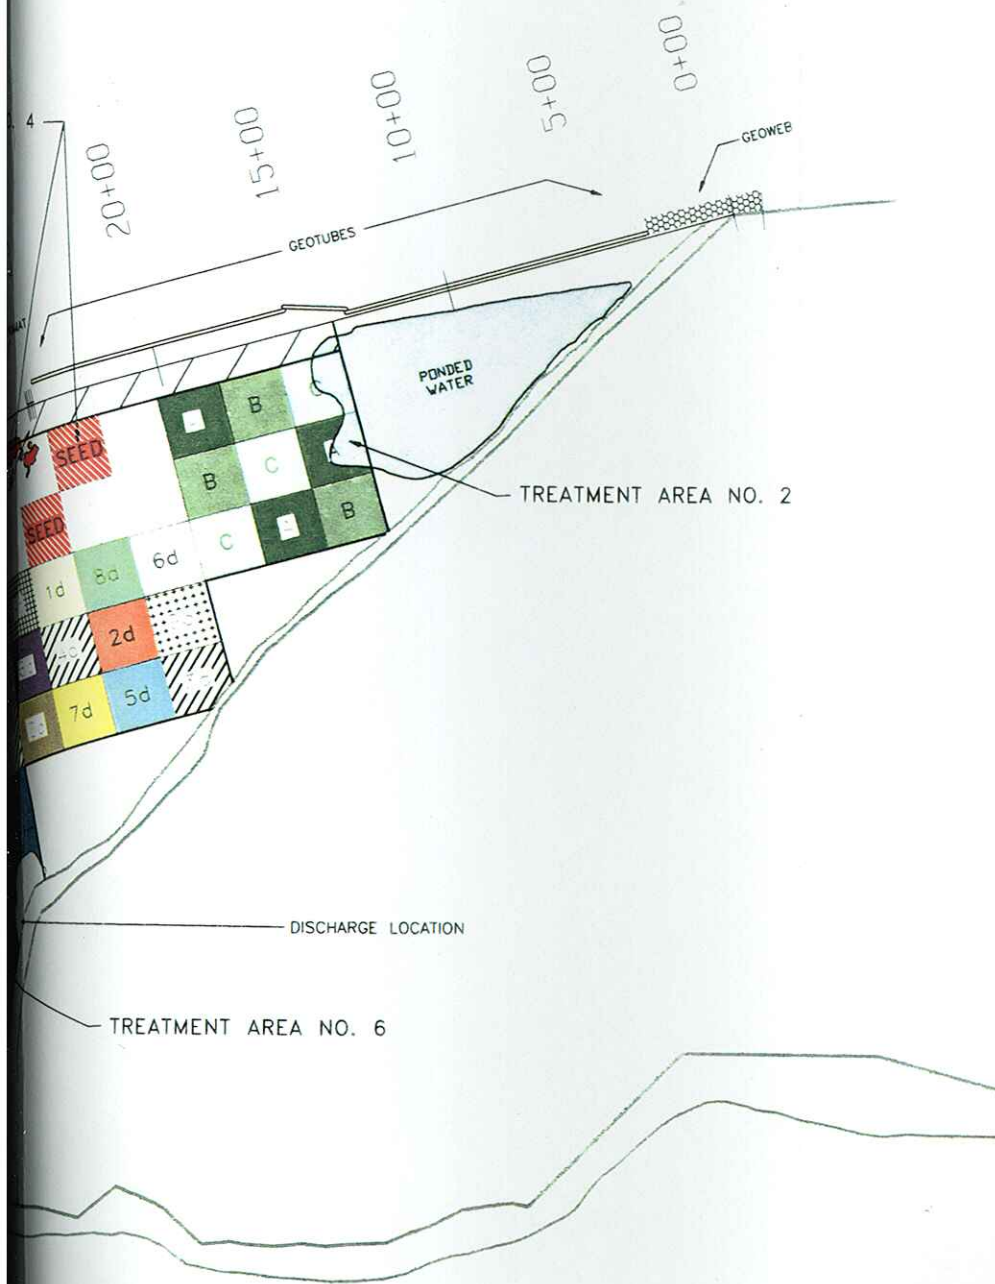 0+00
5+00
10+00
15+00
20+00
4
GEOWEB
GEOTUBES
PONDED
WATER
B
C
SEED
B
C
A
TREATMENT AREA NO. 2
SEED
C
B
1d
8d
6d
2d
7d
5d
DISCHARGE LOCATION
TREATMENT AREA NO. 6